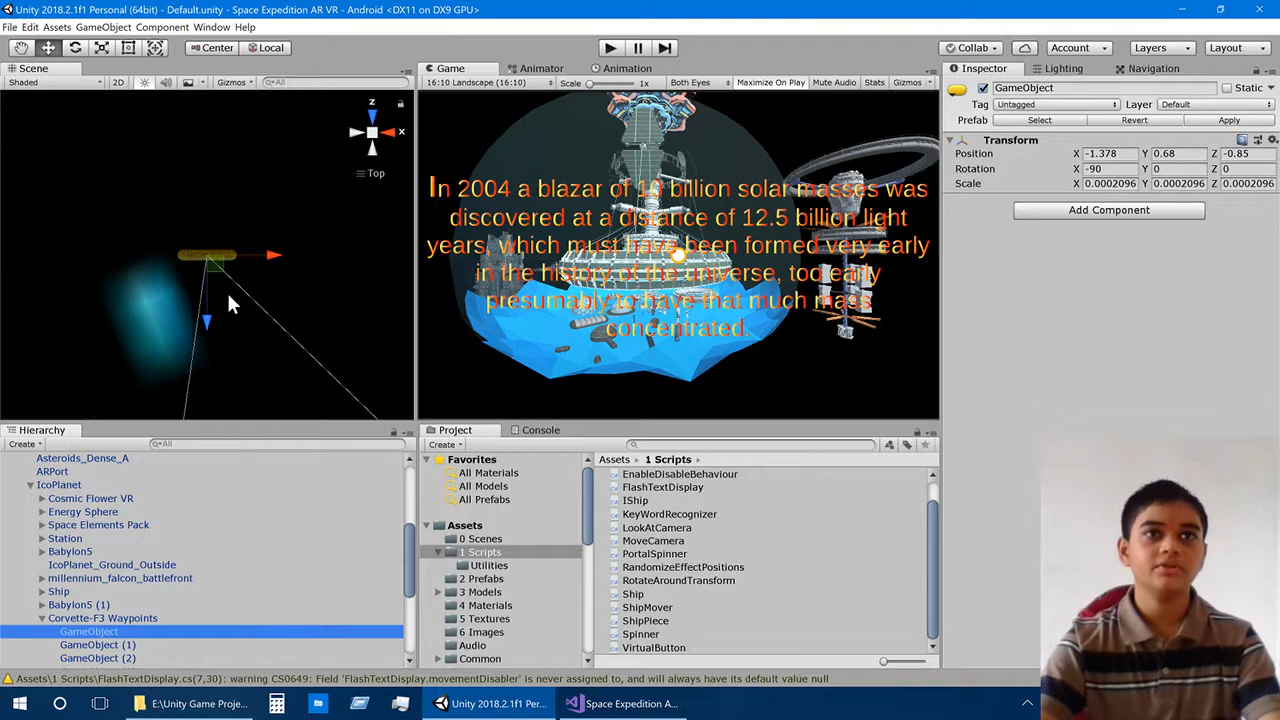 Unity 2018.2.1f1 Personal (64bit) - Default.unity - Space Expedition AR VR - Android <DX11 on DX9 GPU>
File Edit Assets GameObject Component Window Help
Center Local Collab Account Layers Layout
Scene Game Animator Animation Inspector Lighting Navigation
Shaded 2D Gizmos All 16:10 Landscape (16:10) Scale 1x Both Eyes Maximize On Play Mute Audio Stats Gizmos
GameObject Static
Tag Untagged Layer Default
Prefab Select Revert Apply
Transform
Position X -1.378 Y 0.68 Z -0.85
Rotation X -90 Y 0 Z 0
Scale X 0.0002096 Y 0.0002096 Z 0.0002096
Add Component
z
x
Top
In 2004 a blazar of 10 billion solar masses was
discovered at a distance of 12.5 billion light
years, which must have been formed very early
in the history of the universe, too early
presumably to have that much mass
concentrated.
Hierarchy
Create All
Asteroids_Dense_A
ARPort
IcoPlanet
Cosmic Flower VR
Energy Sphere
Space Elements Pack
Station
Babylon5
IcoPlanet_Ground_Outside
millennium_falcon_battlefront
Ship
Babylon5 (1)
Corvette-F3 Waypoints
GameObject
GameObject (1)
GameObject (2)
Project Console
Create
Favorites
All Materials
All Models
All Prefabs
Assets
0 Scenes
1 Scripts
Utilities
2 Prefabs
3 Models
4 Materials
5 Textures
6 Images
Audio
Common
Assets 1 Scripts
EnableDisableBehaviour
FlashTextDisplay
IShip
KeyWordRecognizer
LookAtCamera
MoveCamera
PortalSpinner
RandomizeEffectPositions
RotateAroundTransform
Ship
ShipMover
ShipPiece
Spinner
VirtualButton
Assets\1 Scripts\FlashTextDisplay.cs(7,30): warning CS0649: Field 'FlashTextDisplay.movementDisabler' is never assigned to, and will always have its default value null
E:\Unity Game Proje... Unity 2018.2.1f1 Pers... Space Expedition A...